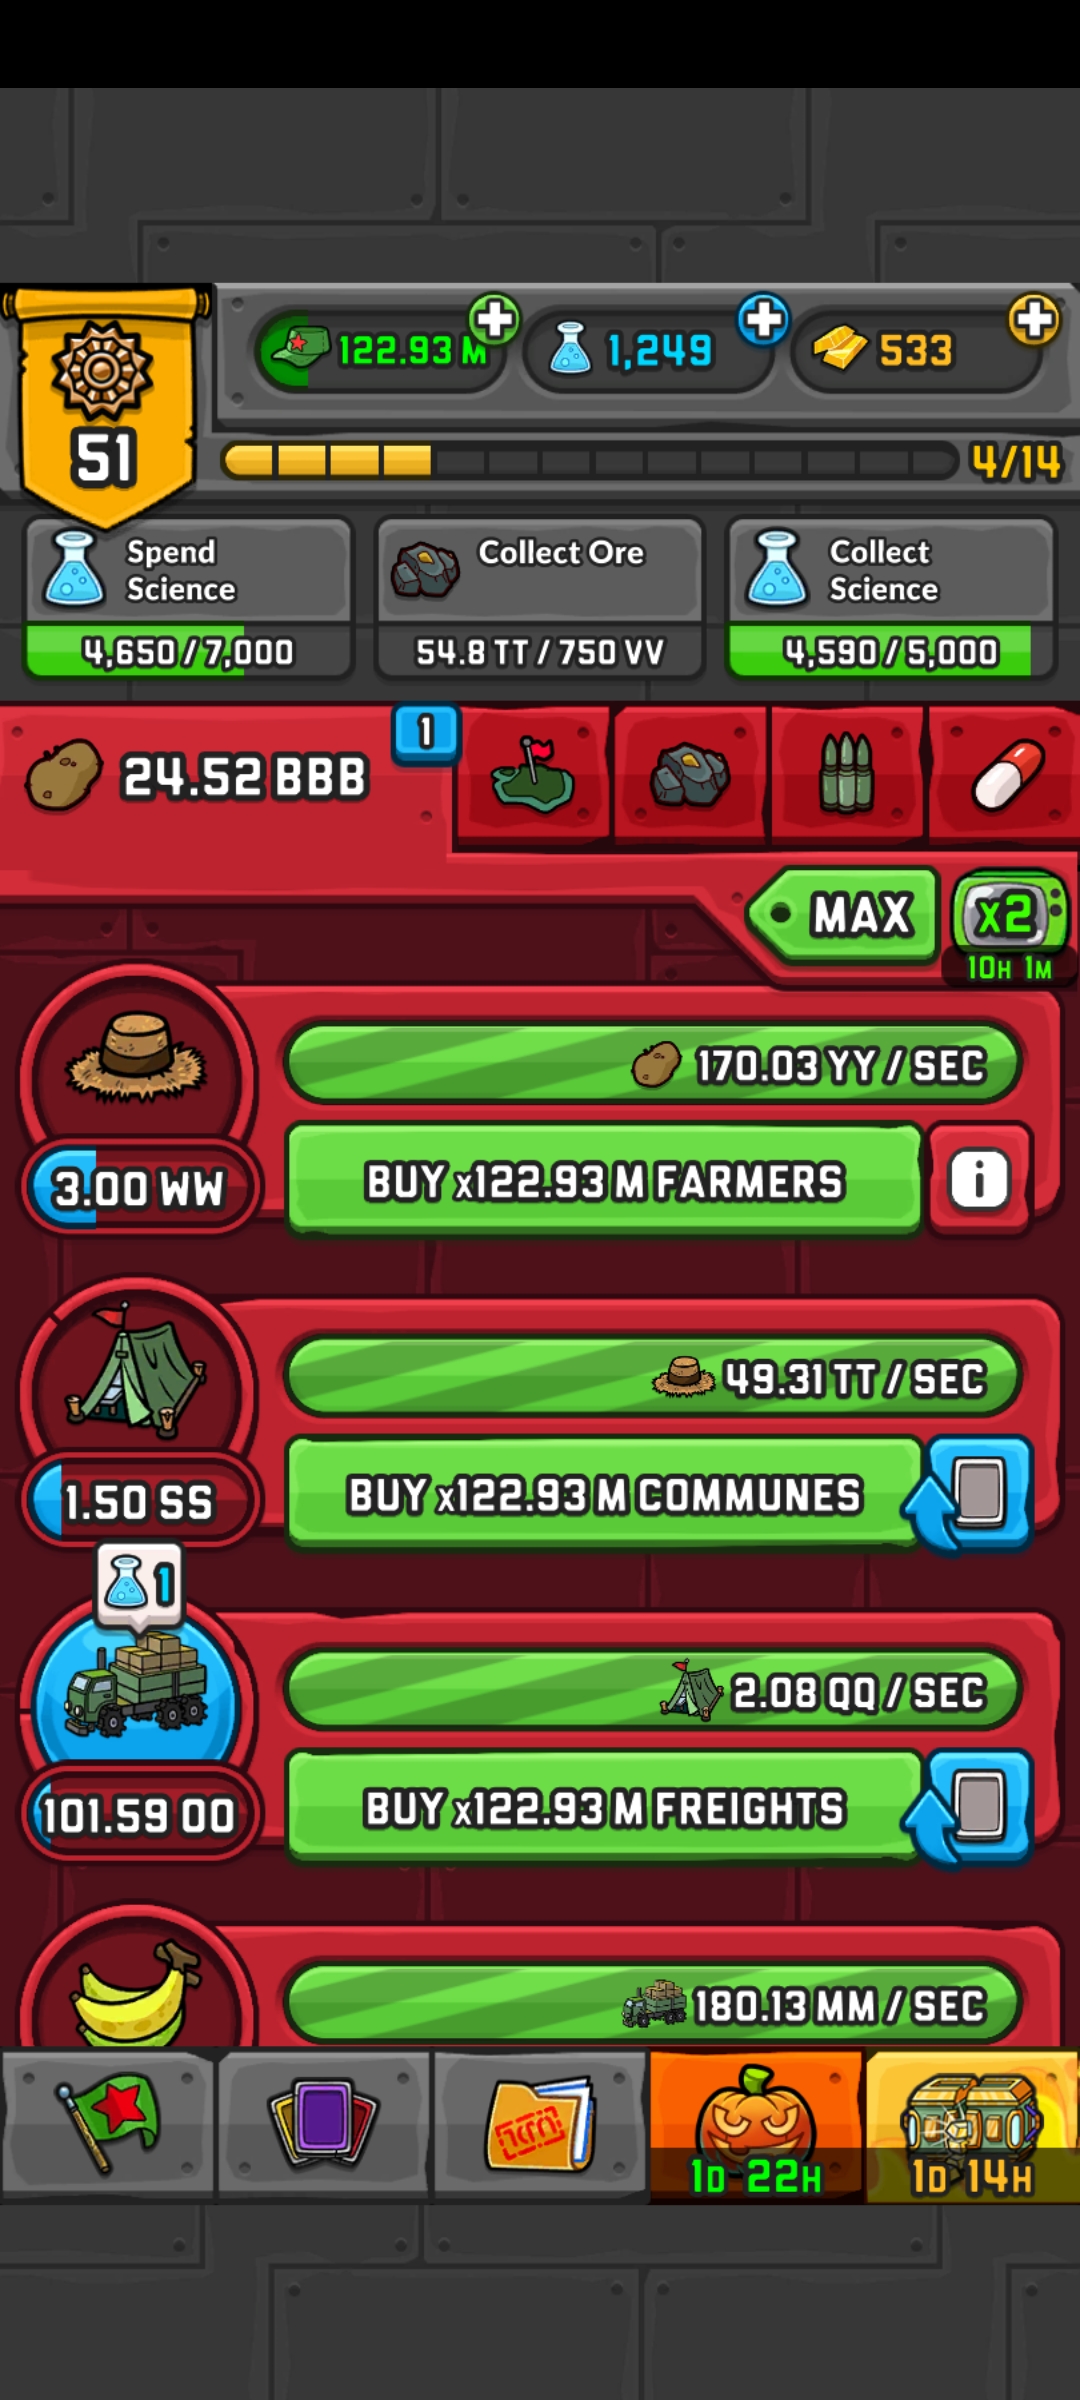 122.93 M
1,249
533
51
4/14
Spend
Science
4,650/7,000
Collect Ore
54.8 TT/750 VV
Collect
Science
4,590/5,000
24.52 BBB
1
MAX
x2
10H 1M
170.03 YY/SEC
3.00 WW
BUY x122.93 M FARMERS
i
49.31 TT/SEC
1.50 SS
BUY x122.93 M COMMUNES
1
2.08 QQ/SEC
101.59 OO
BUY x122.93 M FREIGHTS
180.13 MM/SEC
1D 22H
1D 14H